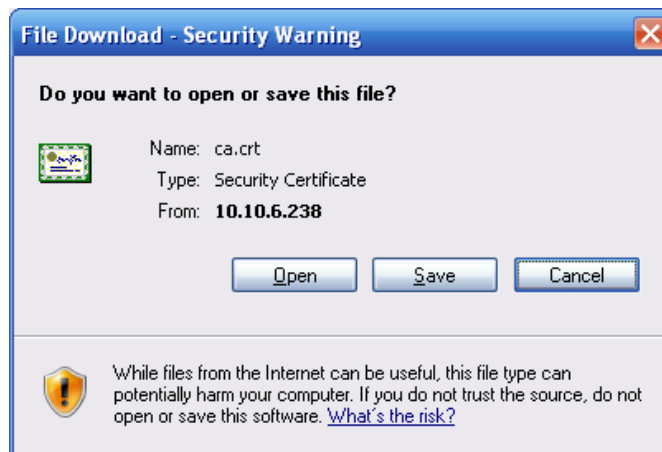 File Download - Security Warning
Do you want to open or save this file?
Name: ca.crt
Type: Security Certificate
From: 10.10.6.238
Open Save Cancel
While files from the Internet can be useful, this file type can
potentially harm your computer. If you do not trust the source, do not
open or save this software. What's the risk?